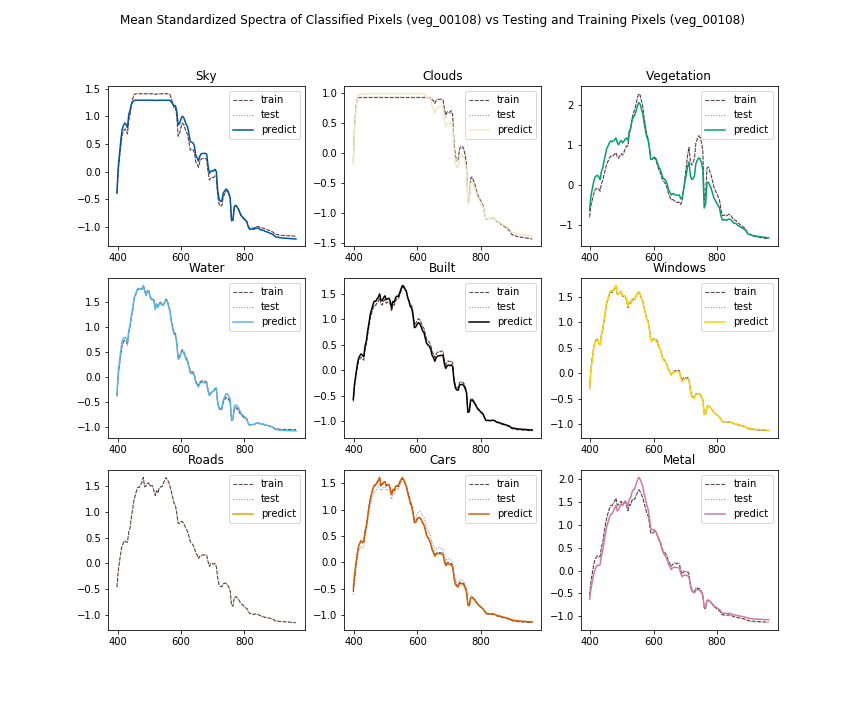 Mean Standardized Spectra of Classified Pixels (veg_00108) vs Testing and Training Pixels (veg_00108)
Sky
1.5
1.0
0.5
0.0
−0.5
−1.0
400
600
800
train
test
predict
Clouds
1.0
0.5
0.0
−0.5
−1.0
−1.5
400
600
800
train
test
predict
Vegetation
2
1
0
−1
400
600
800
train
test
predict
Water
1.5
1.0
0.5
0.0
−0.5
−1.0
400
600
800
train
test
predict
Built
1.5
1.0
0.5
0.0
−0.5
−1.0
400
600
800
train
test
predict
Windows
1.5
1.0
0.5
0.0
−0.5
−1.0
400
600
800
train
test
predict
Roads
1.5
1.0
0.5
0.0
−0.5
−1.0
400
600
800
train
test
predict
Cars
1.5
1.0
0.5
0.0
−0.5
−1.0
400
600
800
train
test
predict
Metal
2.0
1.5
1.0
0.5
0.0
−0.5
−1.0
400
600
800
train
test
predict